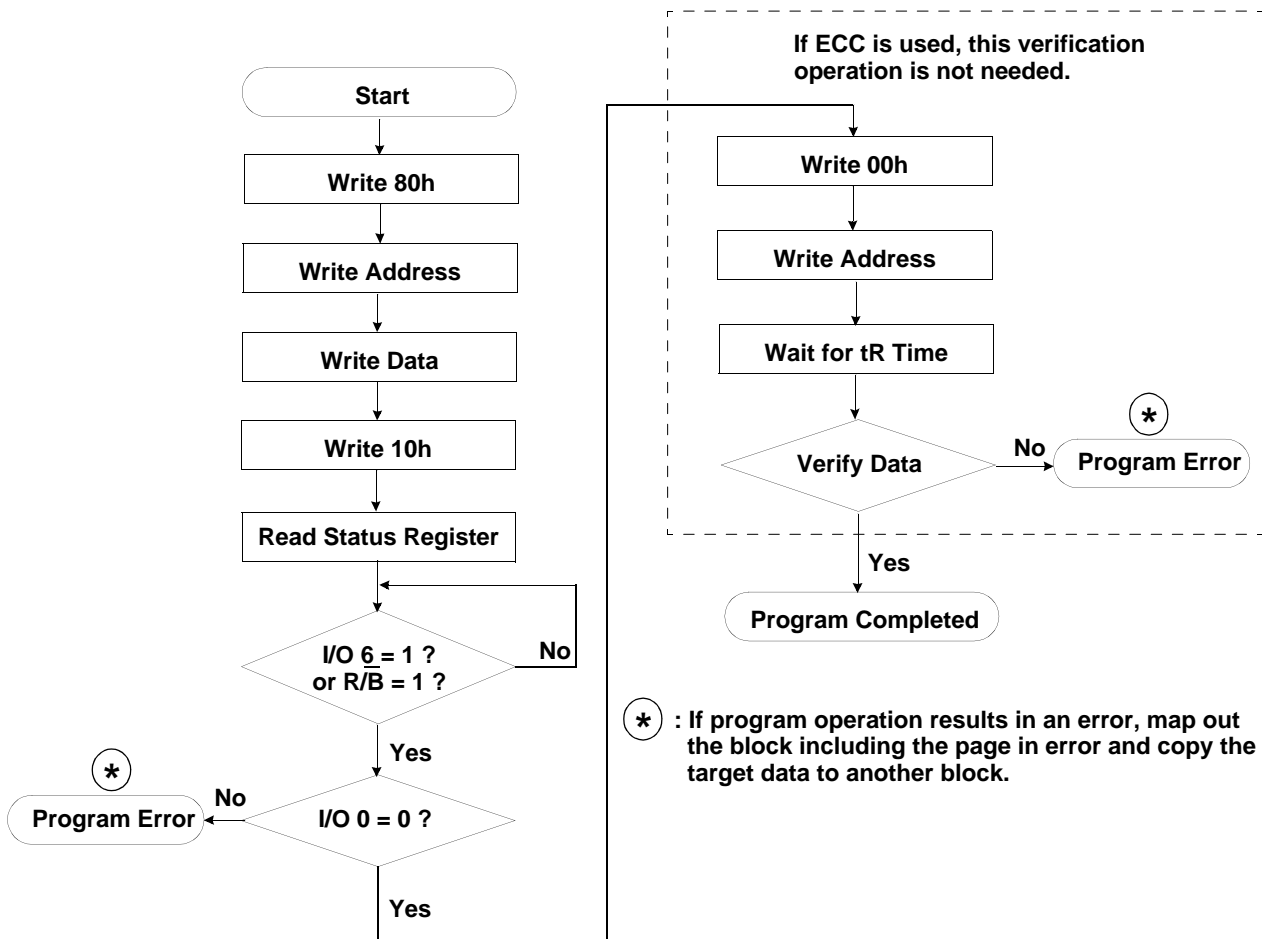 Start
Write 80h
Write Address
Write Data
Write 10h
Read Status Register
I/O 6 = 1 ?
or R/B = 1 ?
No
Yes
*
No
Program Error
I/O 0 = 0 ?
Yes
If ECC is used, this verification
operation is not needed.
Write 00h
Write Address
Wait for tR Time
*
Verify Data
No
Program Error
Yes
Program Completed
* : If program operation results in an error, map out
the block including the page in error and copy the
target data to another block.